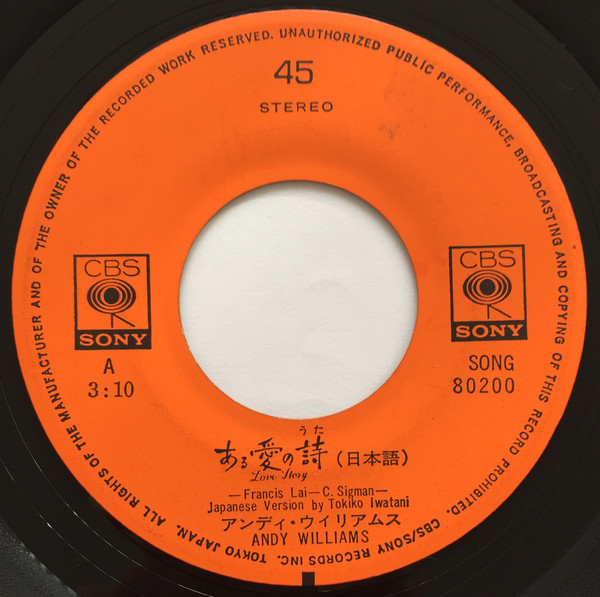 ALL RIGHTS OF THE MANUFACTURER AND OF THE OWNER OF THE RECORDED WORK RESERVED. UNAUTHORIZED PUBLIC PERFORMANCE, BROADCASTING AND COPYING OF THIS RECORD PROHIBITED. CBS/SONY RECORDS INC. TOKYO JAPAN.
45
STEREO
CBS
SONY
A
3:10
CBS
SONY
SONG
80200
うた
ある愛の詩(日本語)
Love Story
—Francis Lai—C. Sigman—
Japanese Version by Tokiko Iwatani
アンディ・ウィリアムス
ANDY WILLIAMS